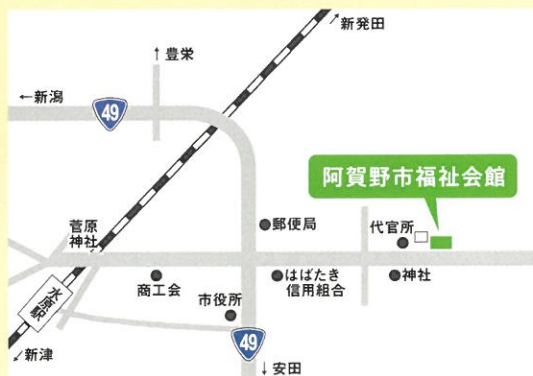 ↗新発田
↑豊栄
←新潟
49
阿賀野市福祉会館
郵便局
代官所
菅原
神社
商工会
はばたき
信用組合
神社
市役所
水原駅
49
↙新津
↓安田